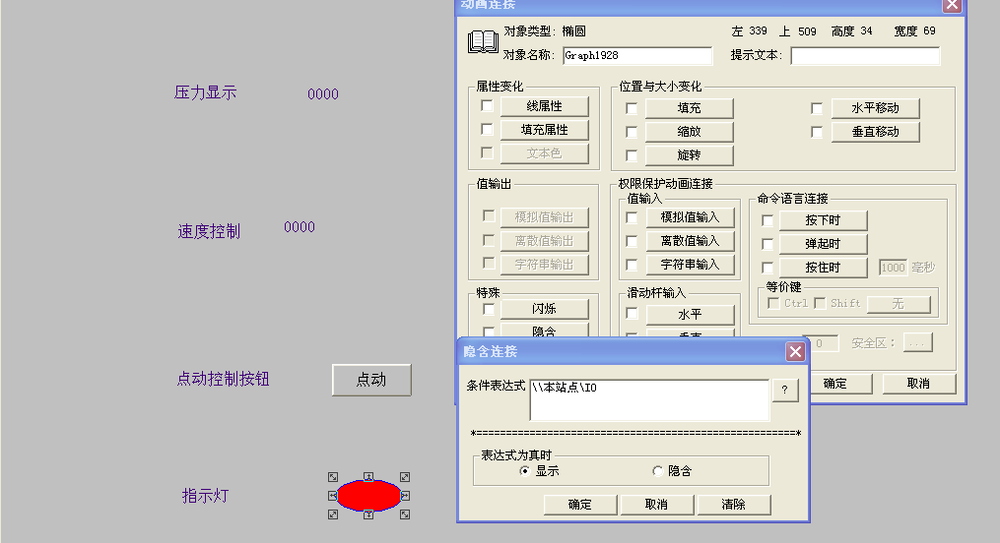 动画连接
对象类型: 椭圆 左 339 上 509 高度 34 宽度 69
对象名称: Graph1928 提示文本:
属性变化 位置与大小变化
线属性 填充 水平移动
填充属性 缩放 垂直移动
文本色 旋转
值输出 权限保护动画连接
值输入 命令语言连接
模拟值输出 模拟值输入 按下时
离散值输出 离散值输入 弹起时
字符串输出 字符串输入 按住时 1000 毫秒
特殊 滑动杆输入 等价键
闪烁 水平 Ctrl Shift 无
隐含 垂直
0 安全区: ...
确定 取消
隐含连接
条件表达式 \\本站点\IO ?
*=======================================================*
表达式为真时
显示 隐含
确定 取消 清除
压力显示 0000
速度控制 0000
点动控制按钮 点动
指示灯